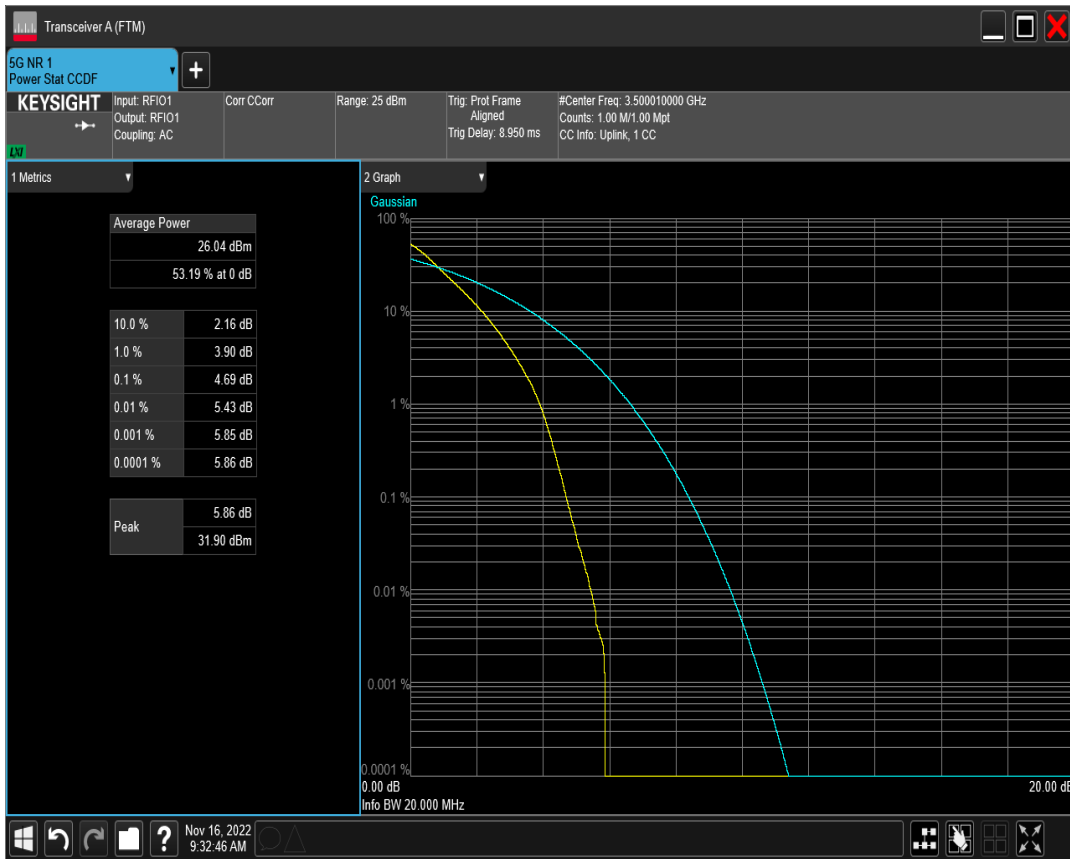 Transceiver A (FTM)
5G NR 1
Power Stat CCDF
+
KEYSIGHT
LXI
Input: RFIO1
Output: RFIO1
Coupling: AC
Corr CCorr
Range: 25 dBm
Trig: Prot Frame
Aligned
Trig Delay: 8.950 ms
#Center Freq: 3.500010000 GHz
Counts: 1.00 M/1.00 Mpt
CC Info: Uplink, 1 CC
1 Metrics
Average Power
26.04 dBm
53.19 % at 0 dB
10.0 % 2.16 dB
1.0 % 3.90 dB
0.1 % 4.69 dB
0.01 % 5.43 dB
0.001 % 5.85 dB
0.0001 % 5.86 dB
Peak
5.86 dB
31.90 dBm
2 Graph
Gaussian
100 %
10 %
1 %
0.1 %
0.01 %
0.001 %
0.0001 %
0.00 dB 20.00 dB
Info BW 20.000 MHz
?
Nov 16, 2022
9:32:46 AM